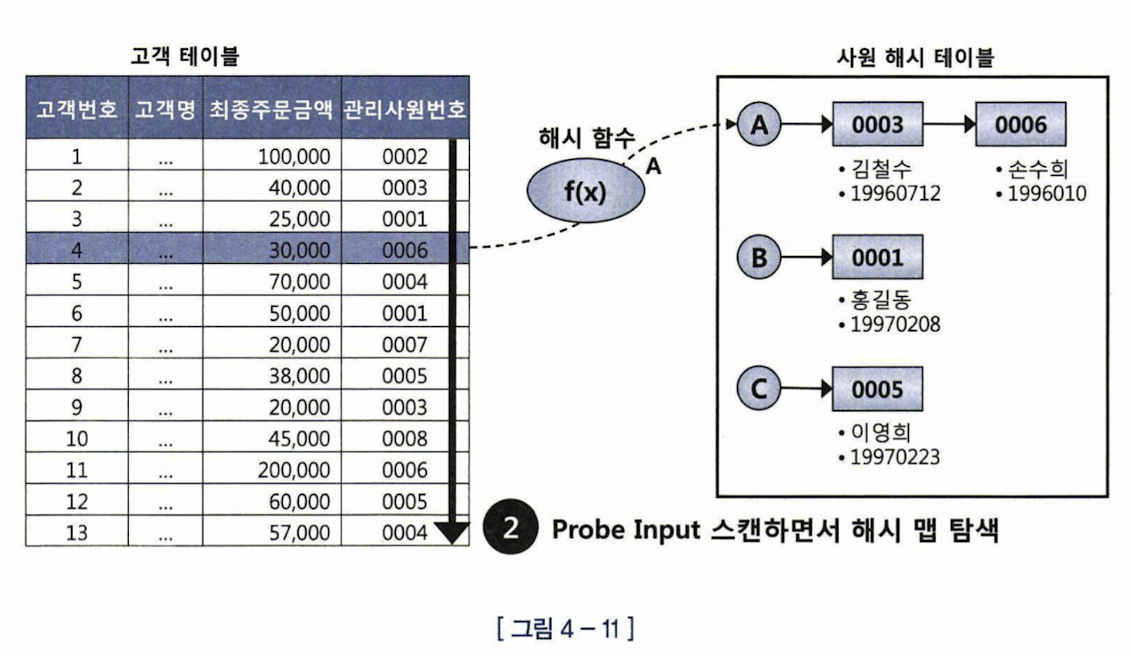 고객 테이블
고객번호 고객명 최종주문금액 관리사원번호
1 ... 100,000 0002
2 ... 40,000 0003
3 ... 25,000 0001
4 ... 30,000 0006
5 ... 70,000 0004
6 ... 50,000 0001
7 ... 20,000 0007
8 ... 38,000 0005
9 ... 20,000 0003
10 ... 45,000 0008
11 ... 200,000 0006
12 ... 60,000 0005
13 ... 57,000 0004
해시 함수
f(x)
A
사원 해시 테이블
A 0003 0006
• 김철수 • 손수희
• 19960712 • 1996010
B 0001
• 홍길동
• 19970208
C 0005
• 이영희
• 19970223
2 Probe Input 스캔하면서 해시 맵 탐색
[ 그림 4 – 11 ]